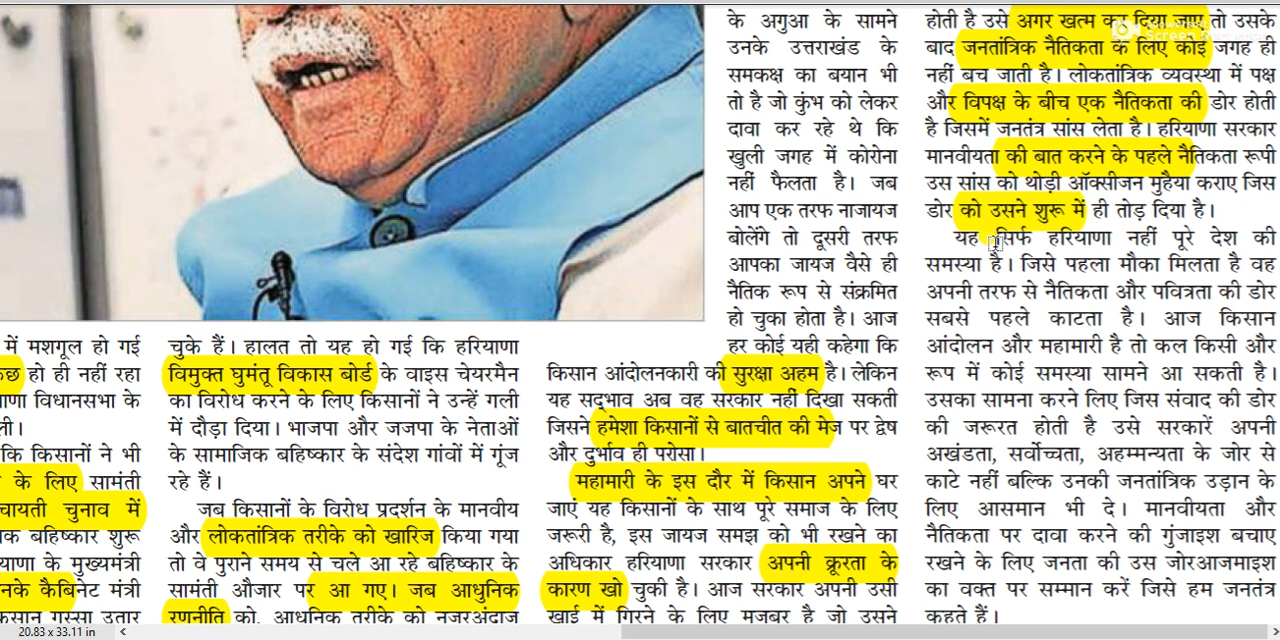 में मशगूल हो गई
हो ही नहीं रहा
विधानसभा के
कि किसानों ने भी
के लिए सामंती
चुनाव में
बहिष्कार शुरू
के मुख्यमंत्री
कैबिनेट मंत्री
गुस्सा उतार
चुके हैं। हालत तो यह हो गई कि हरियाणा
विमुक्त घुमंतू विकास बोर्ड के वाइस चेयरमैन
का विरोध करने के लिए किसानों ने उन्हें गली
में दौड़ा दिया। भाजपा और जजपा के नेताओं
के सामाजिक बहिष्कार के संदेश गांवों में गूंज
रहे हैं।
जब किसानों के विरोध प्रदर्शन के मानवीय
और लोकतांत्रिक तरीके को खारिज किया गया
तो वे पुराने समय से चले आ रहे बहिष्कार के
सामंती औजार पर आ गए। जब आधुनिक
रणनीति को, आधुनिक तरीके को नजरअंदाज
के अगुआ के सामने
उनके उत्तराखंड के
समकक्ष का बयान भी
तो है जो कुंभ को लेकर
दावा कर रहे थे कि
खुली जगह में कोरोना
नहीं फैलता है। जब
आप एक तरफ नाजायज
बोलेंगे तो दूसरी तरफ
आपका जायज वैसे ही
नैतिक रूप से संक्रमित
हो चुका होता है। आज
हर कोई यही कहेगा कि
किसान आंदोलनकारी की सुरक्षा अहम है। लेकिन
यह सद्भाव अब वह सरकार नहीं दिखा सकती
जिसने हमेशा किसानों से बातचीत की मेज पर द्वेष
और दुर्भाव ही परोसा।
महामारी के इस दौर में किसान अपने घर
जाएं यह किसानों के साथ पूरे समाज के लिए
जरूरी है, इस जायज समझ को भी रखने का
अधिकार हरियाणा सरकार अपनी क्रूरता के
कारण खो चुकी है। आज सरकार अपनी उसी
खाई में गिरने के लिए मजबूर है जो उसने
होती है उसे अगर खत्म कर दिया जाए तो उसके
बाद जनतांत्रिक नैतिकता के लिए कोई जगह ही
नहीं बच जाती है। लोकतांत्रिक व्यवस्था में पक्ष
और विपक्ष के बीच एक नैतिकता की डोर होती
है जिसमें जनतंत्र सांस लेता है। हरियाणा सरकार
मानवीयता की बात करने के पहले नैतिकता रूपी
उस सांस को थोड़ी ऑक्सीजन मुहैया कराए जिस
डोर को उसने शुरू में ही तोड़ दिया है।
यह सिर्फ हरियाणा नहीं पूरे देश की
समस्या है। जिसे पहला मौका मिलता है वह
अपनी तरफ से नैतिकता और पवित्रता की डोर
सबसे पहले काटता है। आज किसान
आंदोलन और महामारी है तो कल किसी और
रूप में कोई समस्या सामने आ सकती है।
उसका सामना करने लिए जिस संवाद की डोर
की जरूरत होती है उसे सरकारें अपनी
अखंडता, सर्वोच्चता, अहम्मन्यता के जोर से
काटे नहीं बल्कि उनकी जनतांत्रिक उड़ान के
लिए आसमान भी दे। मानवीयता और
नैतिकता पर दावा करने की गुंजाइश बचाए
रखने के लिए जनता की उस जोरआजमाइश
का वक्त पर सम्मान करें जिसे हम जनतंत्र
कहते हैं।
20.83 x 33.11 in